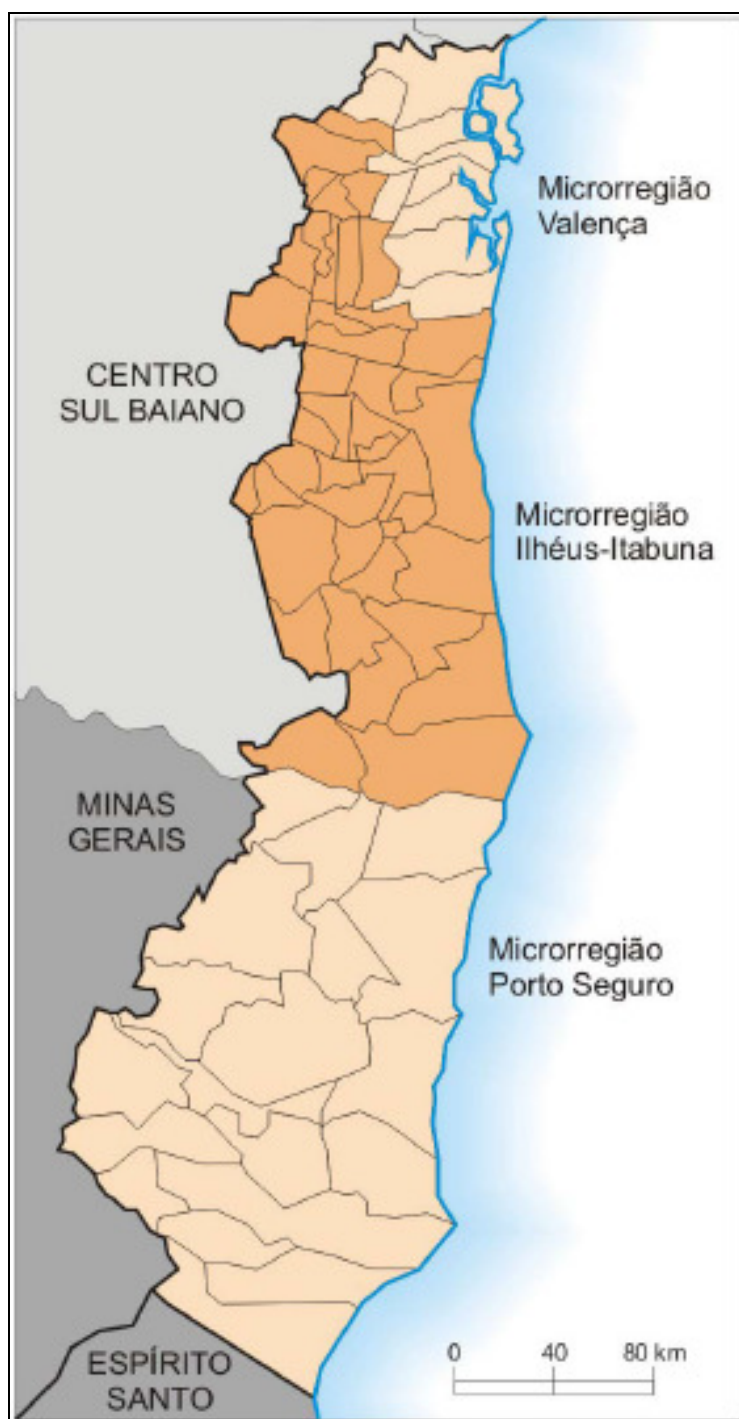 Microrregião
Valença
CENTRO
SUL BAIANO
Microrregião
Ilhéus-Itabuna
MINAS
GERAIS
Microrregião
Porto Seguro
0 40 80 km
ESPÍRITO
SANTO